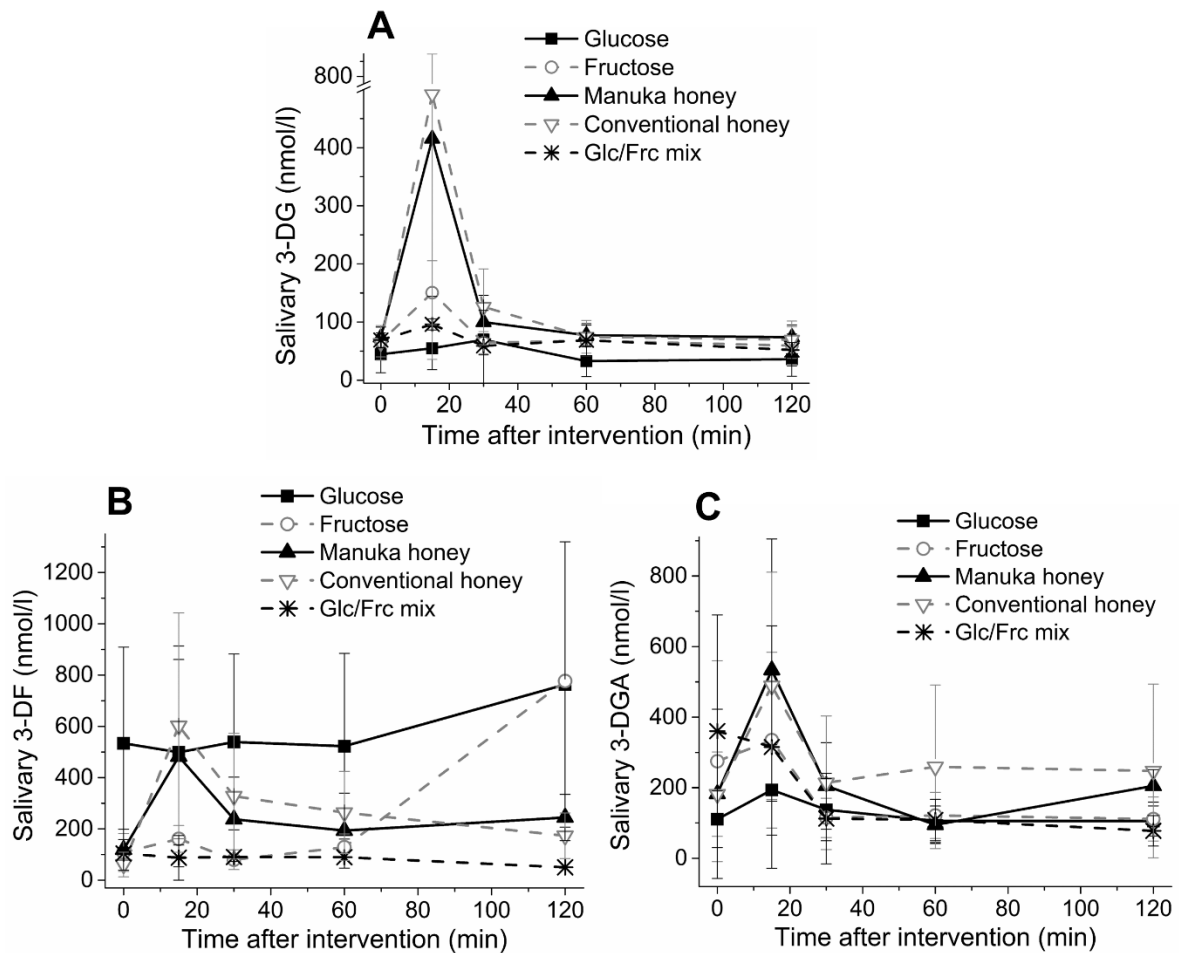 A
Glucose
Fructose
Manuka honey
Conventional honey
Glc/Frc mix
Salivary 3-DG (nmol/l)
800
400
300
200
100
0
0 20 40 60 80 100 120
Time after intervention (min)
B
Glucose
Fructose
Manuka honey
Conventional honey
Glc/Frc mix
Salivary 3-DF (nmol/l)
1200
1000
800
600
400
200
0
0 20 40 60 80 100 120
Time after intervention (min)
C
Glucose
Fructose
Manuka honey
Conventional honey
Glc/Frc mix
Salivary 3-DGA (nmol/l)
800
600
400
200
0
0 20 40 60 80 100 120
Time after intervention (min)